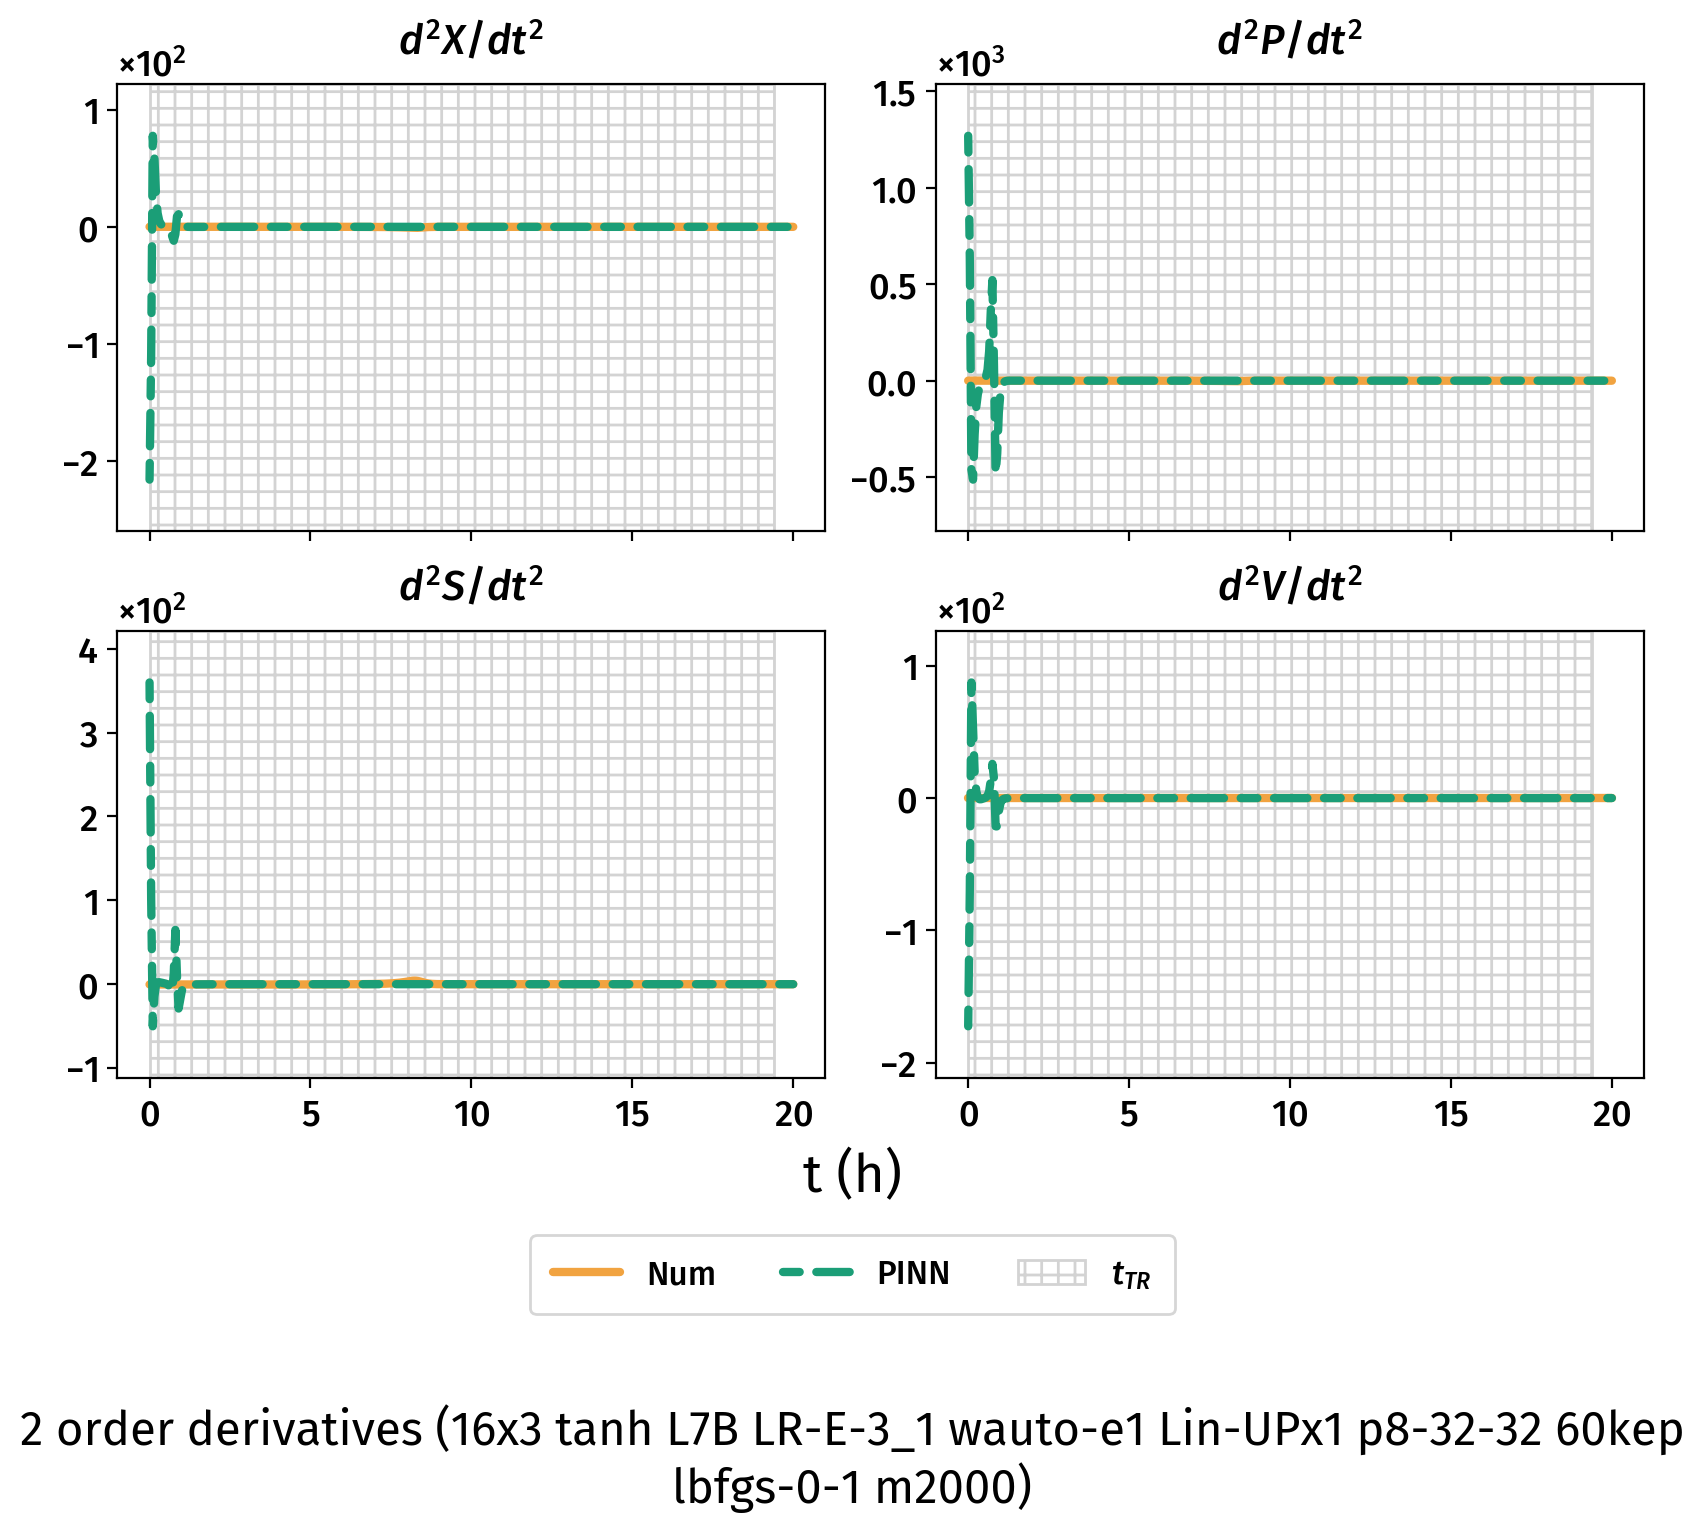 d²X/dt²
×10²
1
0
−1
−2
d²P/dt²
×10³
1.5
1.0
0.5
0.0
−0.5
d²S/dt²
×10²
4
3
2
1
0
−1
0 5 10 15 20
d²V/dt²
×10²
1
0
−1
−2
0 5 10 15 20
t (h)
Num PINN t_TR
2 order derivatives (16x3 tanh L7B LR-E-3_1 wauto-e1 Lin-UPx1 p8-32-32 60kep
lbfgs-0-1 m2000)